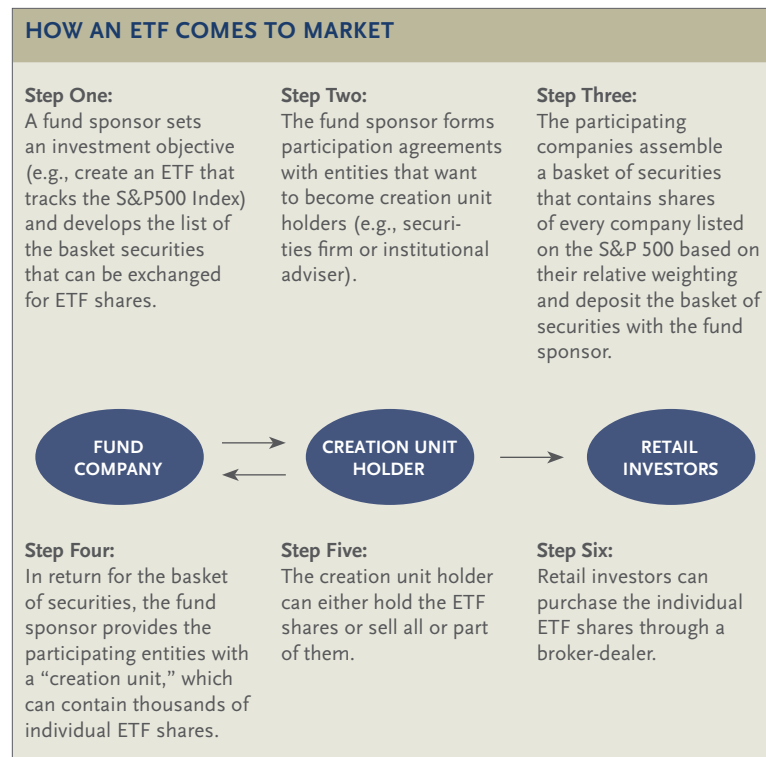 HOW AN ETF COMES TO MARKET
Step One:
A fund sponsor sets
an investment objective
(e.g., create an ETF that
tracks the S&P500 Index)
and develops the list of
the basket securities
that can be exchanged
for ETF shares.
Step Two:
The fund sponsor forms
participation agreements
with entities that want
to become creation unit
holders (e.g., securi-
ties firm or institutional
adviser).
Step Three:
The participating
companies assemble
a basket of securities
that contains shares
of every company listed
on the S&P 500 based on
their relative weighting
and deposit the basket of
securities with the fund
sponsor.
FUND
COMPANY
CREATION UNIT
HOLDER
RETAIL
INVESTORS
Step Four:
In return for the basket
of securities, the fund
sponsor provides the
participating entities with
a “creation unit,” which
can contain thousands of
individual ETF shares.
Step Five:
The creation unit holder
can either hold the ETF
shares or sell all or part
of them.
Step Six:
Retail investors can
purchase the individual
ETF shares through a
broker-dealer.